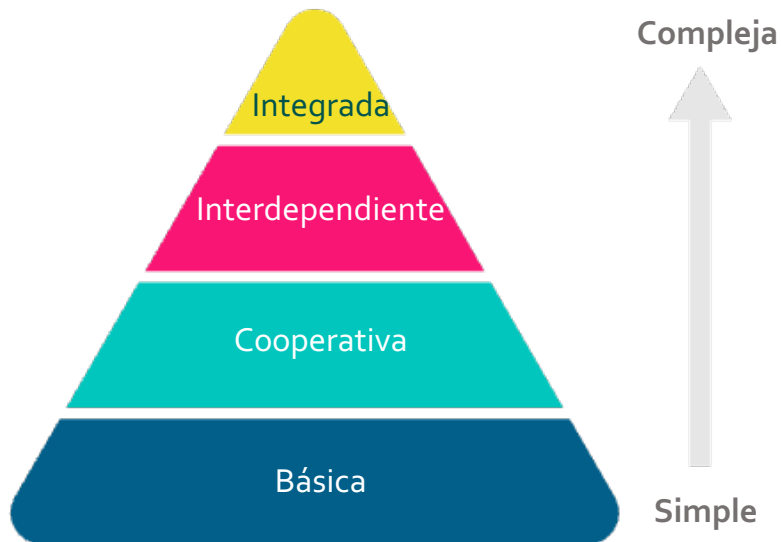 Compleja
Integrada
Interdependiente
Cooperativa
Básica
Simple